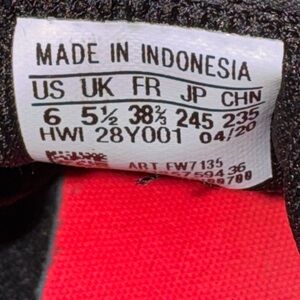 MADE IN INDONESIA
US UK FR JP CHN
6 5½ 38⅔ 245 235
HWI 28Y001 04/20
ART FW7135